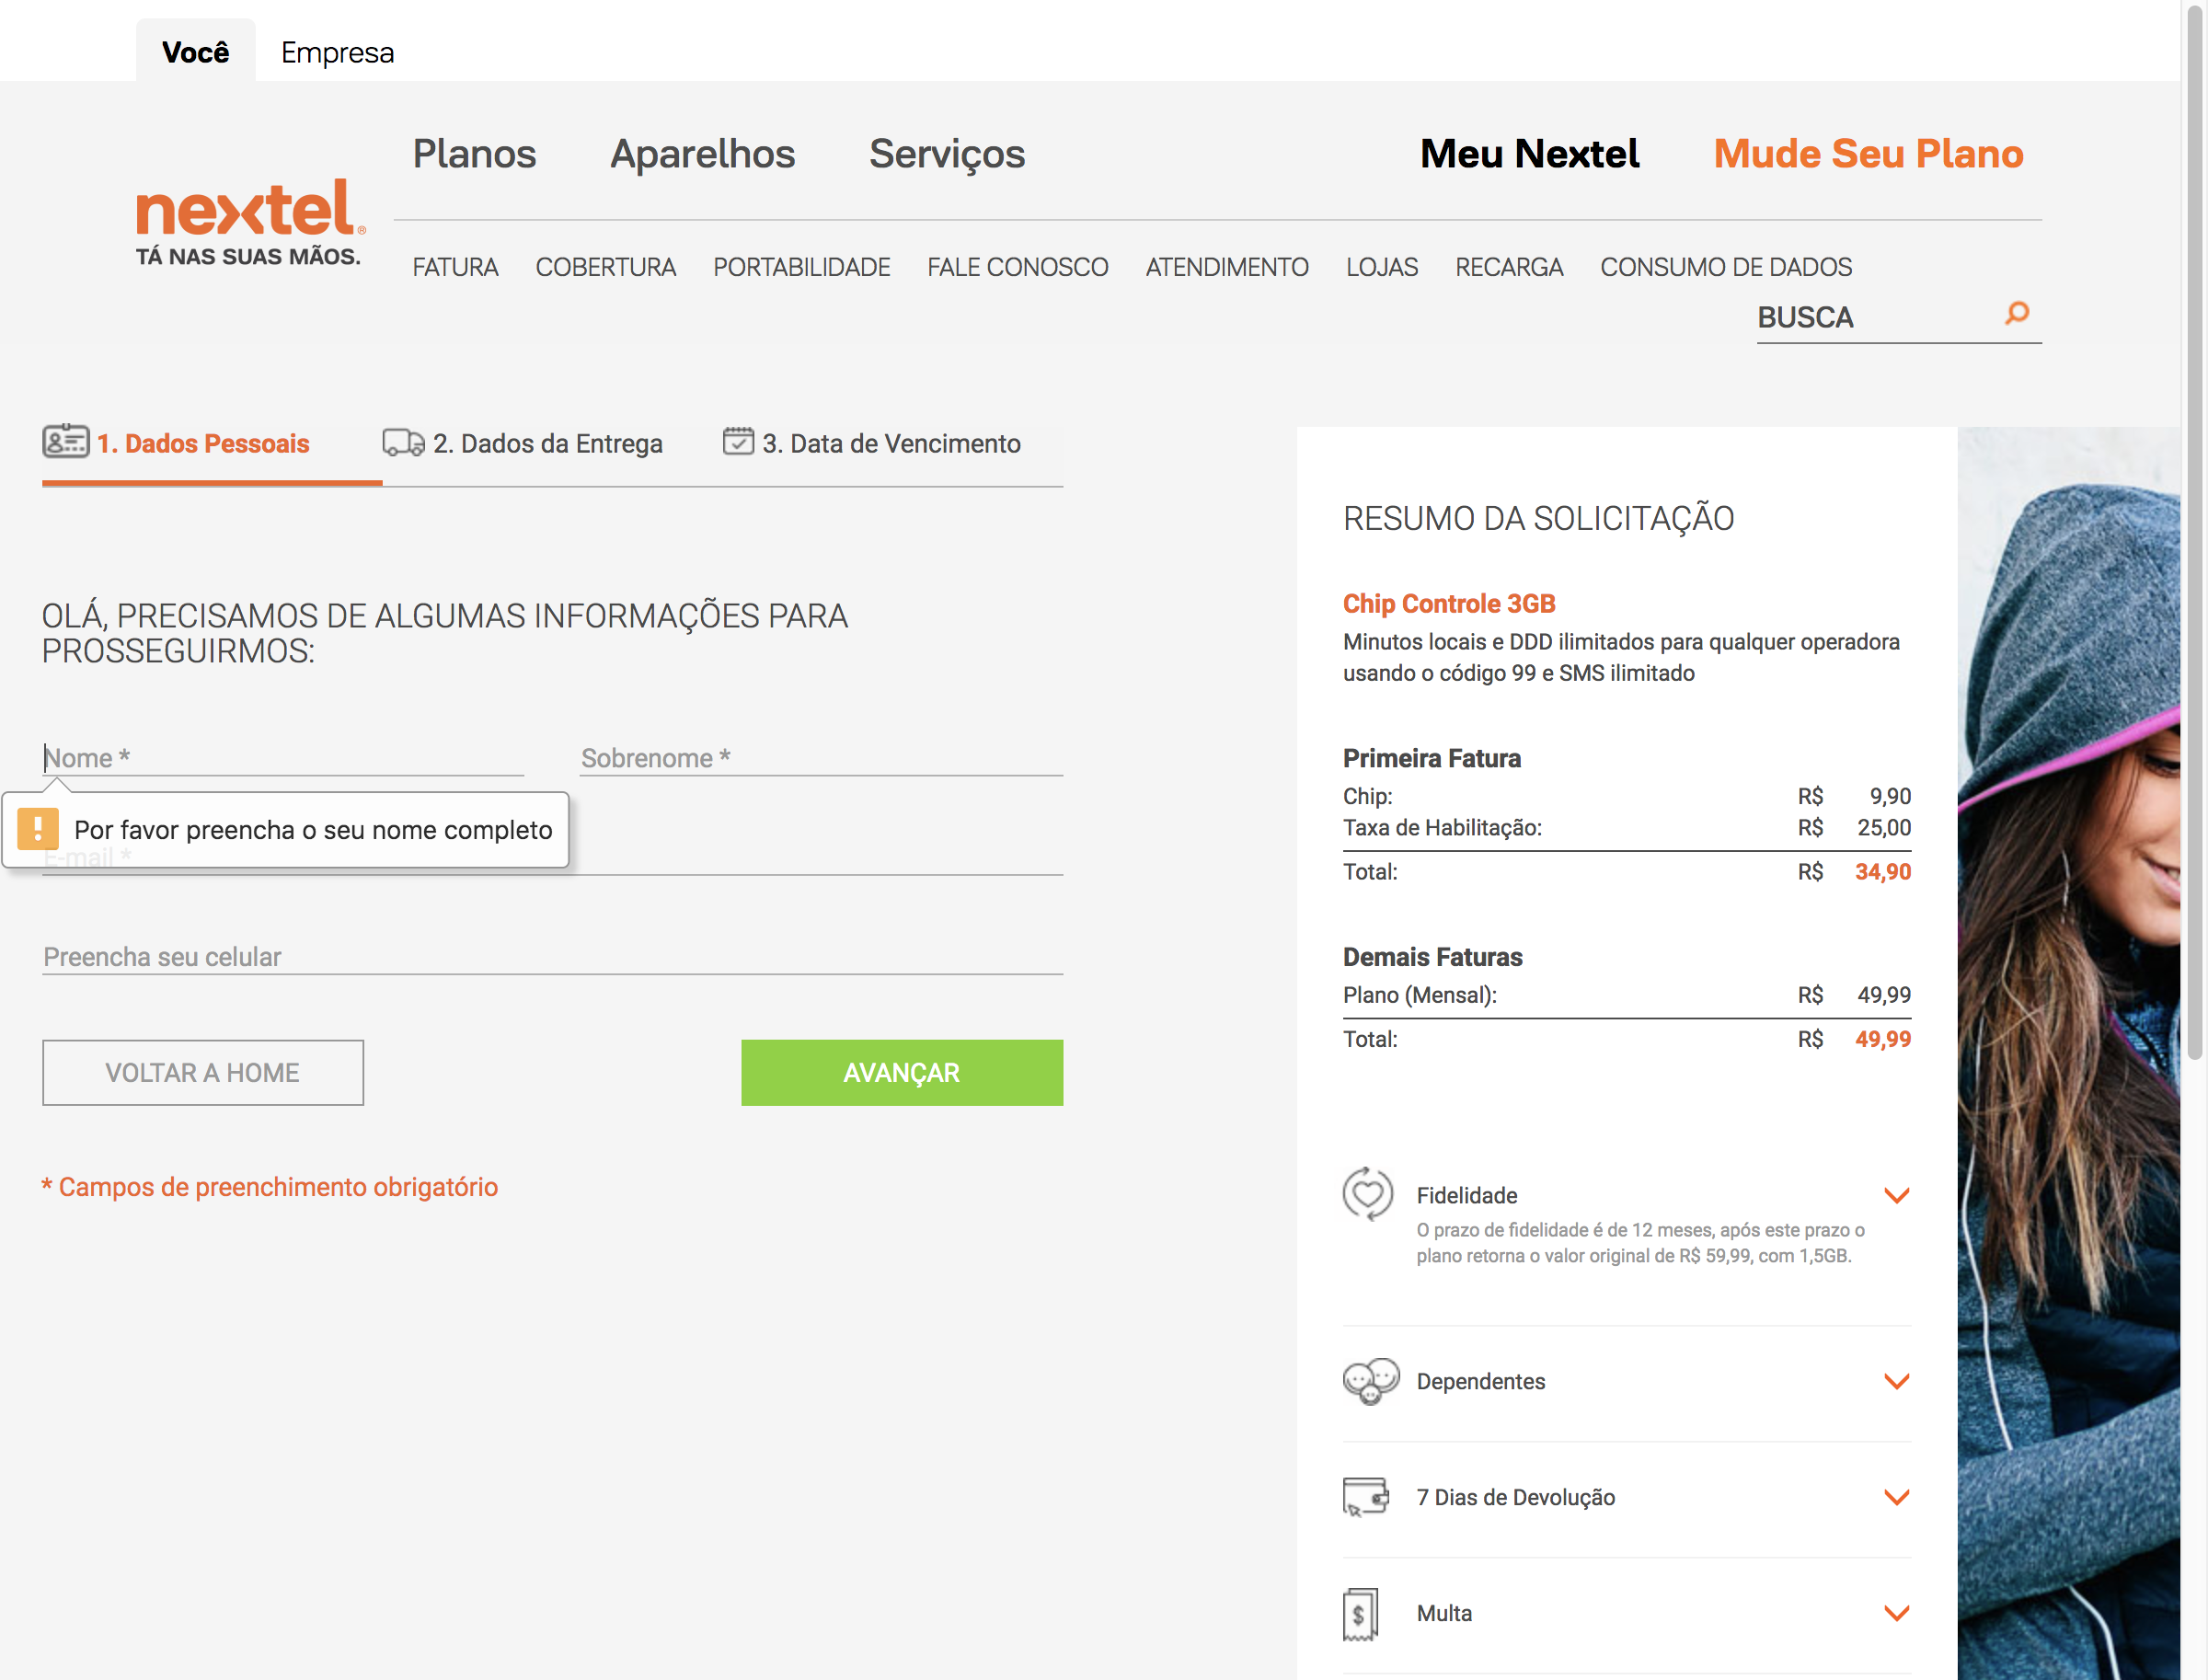 Você
Empresa
Planos
Aparelhos
Serviços
Meu Nextel
Mude Seu Plano
nextel®
TÁ NAS SUAS MÃOS.
FATURA
COBERTURA
PORTABILIDADE
FALE CONOSCO
ATENDIMENTO
LOJAS
RECARGA
CONSUMO DE DADOS
BUSCA
1. Dados Pessoais
2. Dados da Entrega
3. Data de Vencimento
OLÁ, PRECISAMOS DE ALGUMAS INFORMAÇÕES PARA
PROSSEGUIRMOS:
Nome *
Sobrenome *
Por favor preencha o seu nome completo
E-mail *
Preencha seu celular
VOLTAR A HOME
AVANÇAR
* Campos de preenchimento obrigatório
RESUMO DA SOLICITAÇÃO
Chip Controle 3GB
Minutos locais e DDD ilimitados para qualquer operadora
usando o código 99 e SMS ilimitado
Primeira Fatura
Chip: R$ 9,90
Taxa de Habilitação: R$ 25,00
Total: R$ 34,90
Demais Faturas
Plano (Mensal): R$ 49,99
Total: R$ 49,99
Fidelidade
O prazo de fidelidade é de 12 meses, após este prazo o
plano retorna o valor original de R$ 59,99, com 1,5GB.
Dependentes
7 Dias de Devolução
Multa